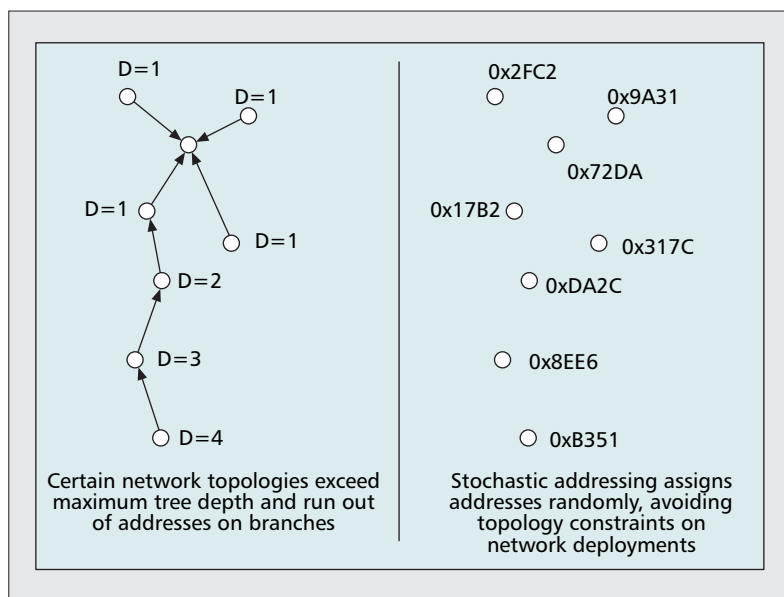 D=1
D=1
D=1
D=1
D=2
D=3
D=4
Certain network topologies exceed
maximum tree depth and run out
of addresses on branches
0x2FC2
0x9A31
0x72DA
0x17B2
0x317C
0xDA2C
0x8EE6
0xB351
Stochastic addressing assigns
addresses randomly, avoiding
topology constraints on
network deployments